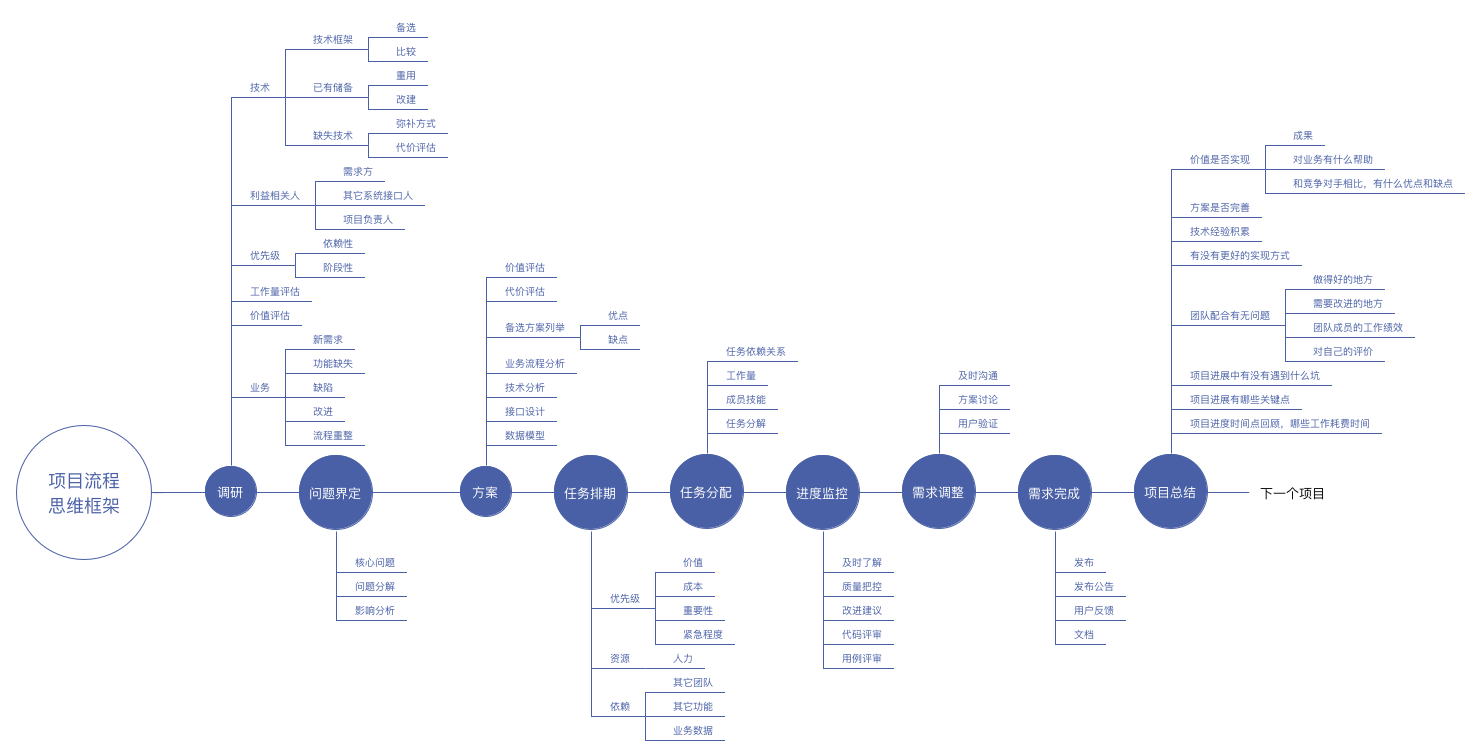 项目流程
思维框架
调研
技术
技术框架
备选
比较
已有储备
重用
改建
缺失技术
弥补方式
代价评估
利益相关人
需求方
其它系统接口人
项目负责人
优先级
依赖性
阶段性
工作量评估
价值评估
业务
新需求
功能缺失
缺陷
改进
流程重整
问题界定
核心问题
问题分解
影响分析
方案
价值评估
代价评估
备选方案列举
优点
缺点
业务流程分析
技术分析
接口设计
数据模型
任务排期
优先级
价值
成本
重要性
紧急程度
资源
人力
依赖
其它团队
其它功能
业务数据
任务分配
任务依赖关系
工作量
成员技能
任务分解
进度监控
及时了解
质量把控
改进建议
代码评审
用例评审
需求调整
及时沟通
方案讨论
用户验证
需求完成
发布
发布公告
用户反馈
文档
项目总结
价值是否实现
成果
对业务有什么帮助
和竞争对手相比，有什么优点和缺点
方案是否完善
技术经验积累
有没有更好的实现方式
团队配合有无问题
做得好的地方
需要改进的地方
团队成员的工作绩效
对自己的评价
项目进展中有没有遇到什么坑
项目进展有哪些关键点
项目进度时间点回顾，哪些工作耗费时间
下一个项目